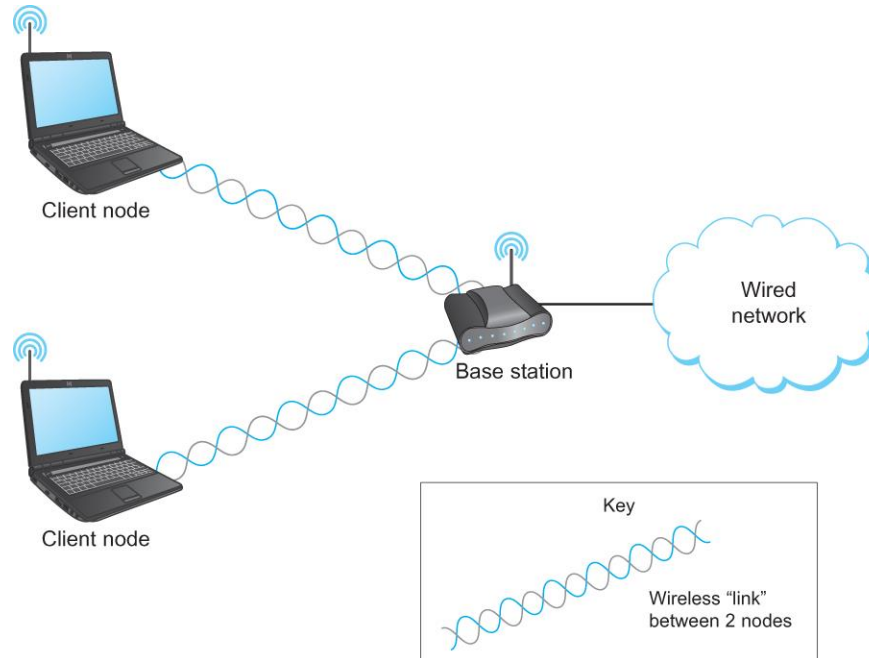 Client node
Wired
network
Base station
Client node
Key
Wireless “link”
between 2 nodes